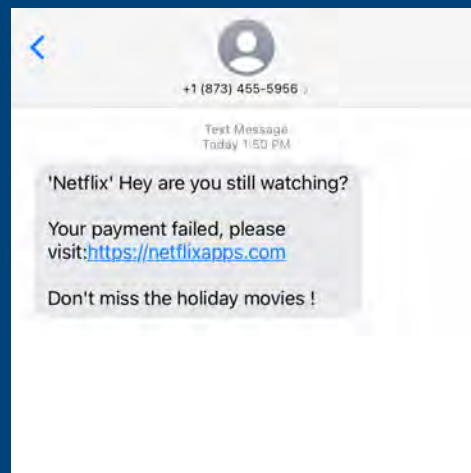 +1 (873) 455-5956
Text Message
Today 1:50 PM
'Netflix' Hey are you still watching?
Your payment failed, please
visit:https://netflixapps.com
Don't miss the holiday movies !